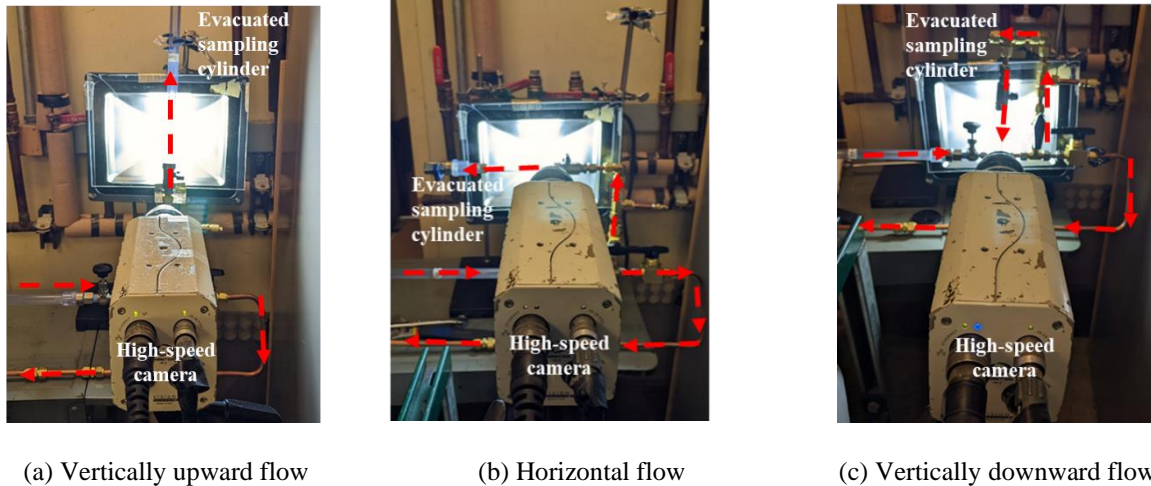 Evacuated
sampling
cylinder
High-speed
camera
(a) Vertically upward flow
Evacuated
sampling
cylinder
High-speed
camera
(b) Horizontal flow
Evacuated
sampling
cylinder
High-speed
camera
(c) Vertically downward flow